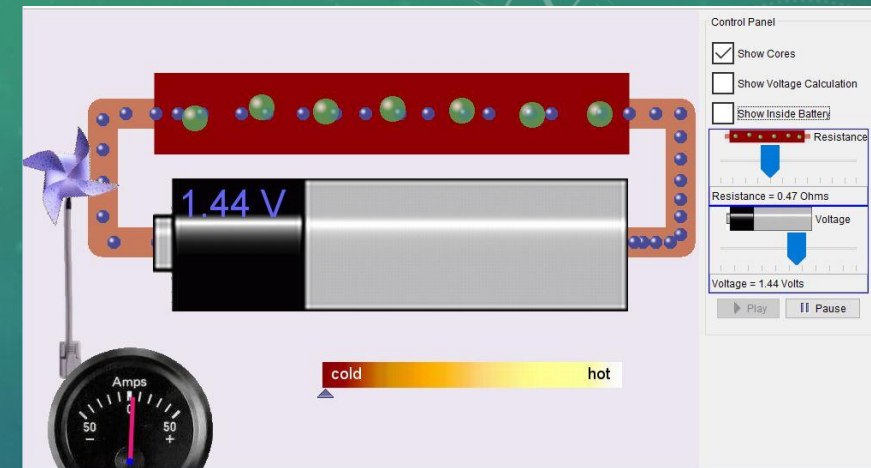 Control Panel
Show Cores
Show Voltage Calculation
Show Inside Battery
Resistance
Resistance = 0.47 Ohms
Voltage
Voltage = 1.44 Volts
Play
Pause
1.44 V
cold hot
Amps
0
50 50
- +